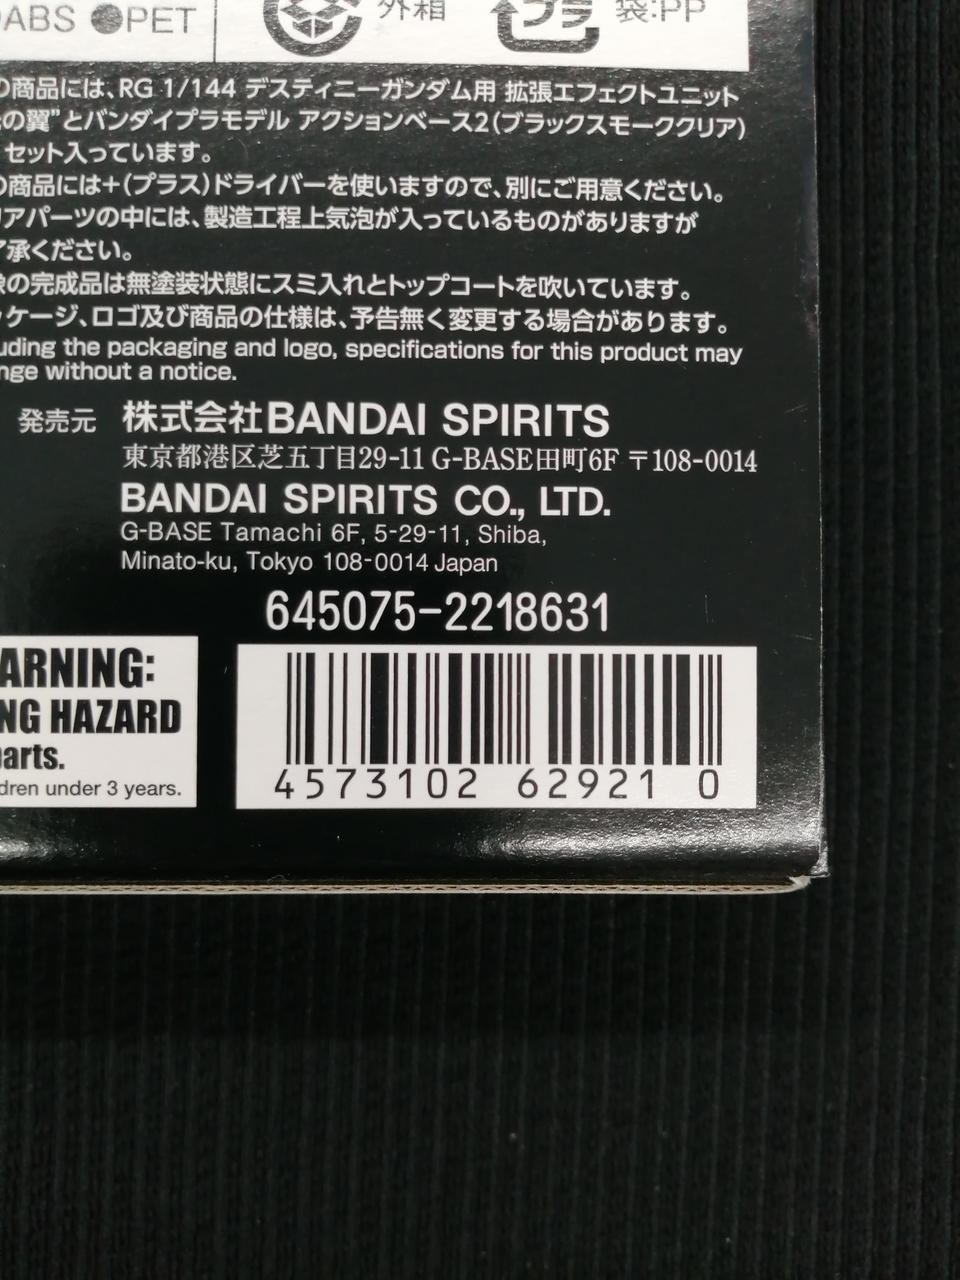 ABS ●PET
外箱
プラ
袋:PP
の商品には、RG 1/144 デスティニーガンダム用 拡張エフェクトユニット
の翼"とバンダイプラモデル アクションベース2(ブラックスモーククリア)
セット入っています。
の商品には+(プラス)ドライバーを使いますので、別にご用意ください。
リアパーツの中には、製造工程上気泡が入っているものがありますが
了承ください。
の完成品は無塗装状態にスミ入れとトップコートを吹いています。
ッケージ、ロゴ及び商品の仕様は、予告無く変更する場合があります。
uding the packaging and logo, specifications for this product may
nge without a notice.
発売元 株式会社BANDAI SPIRITS
東京都港区芝五丁目29-11 G-BASE田町6F 〒108-0014
BANDAI SPIRITS CO., LTD.
G-BASE Tamachi 6F, 5-29-11, Shiba,
Minato-ku, Tokyo 108-0014 Japan
645075-2218631
ARNING:
NG HAZARD
parts.
dren under 3 years.
4573102 62921 0